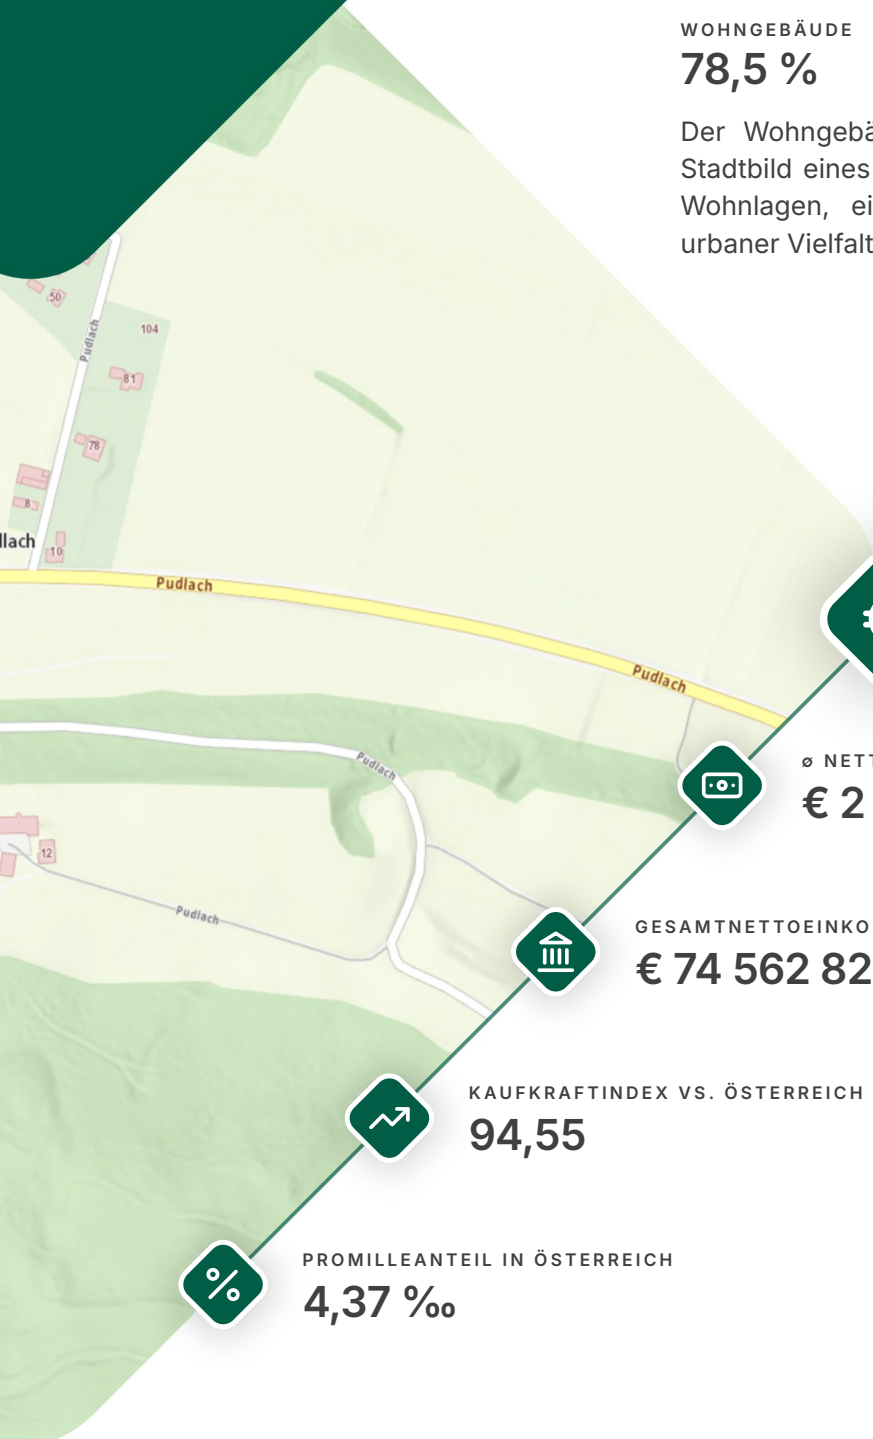 WOHNGEBÄUDE
78,5 %
Der Wohngebä
Stadtbild eines
Wohnlagen, ei
urbaner Vielfalt
50
Pudlach
104
81
78
8
llach
10
Pudlach
Pudlach
Pudlach
12
Pudlach
ø NETT
€ 2
GESAMTNETTOEINKO
€ 74 562 82
KAUFKRAFTINDEX VS. ÖSTERREICH
94,55
PROMILLEANTEIL IN ÖSTERREICH
4,37 ‰